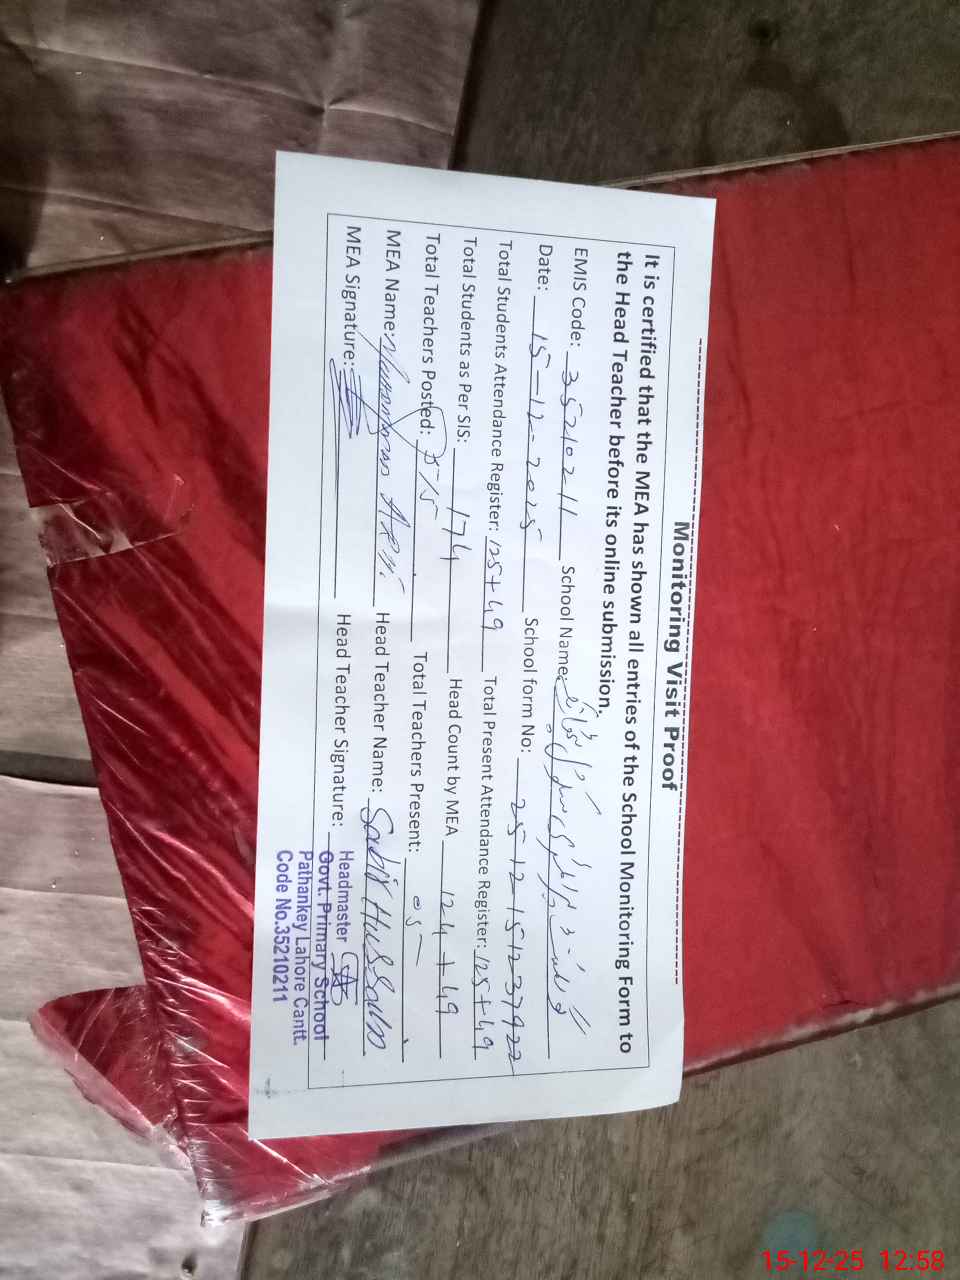 Monitoring Visit Proof
It is certified that the MEA has shown all entries of the School Monitoring Form to
the Head Teacher before its online submission.
EMIS Code: 35210211 School Name:
Date: 15-12-2025 School form No: 25-12-151237922
Total Students Attendance Register: 125+49 Total Present Attendance Register: 125+49
Total Students as Per SIS: 174 Head Count by MEA 124+49
Total Teachers Posted: Total Teachers Present: 05
MEA Name: Head Teacher Name: Sabir Hussain
MEA Signature: Head Teacher Signature:
Headmaster
Govt. Primary School
Pathankey Lahore Cantt.
Code No.35210211
15-12-25 12:58